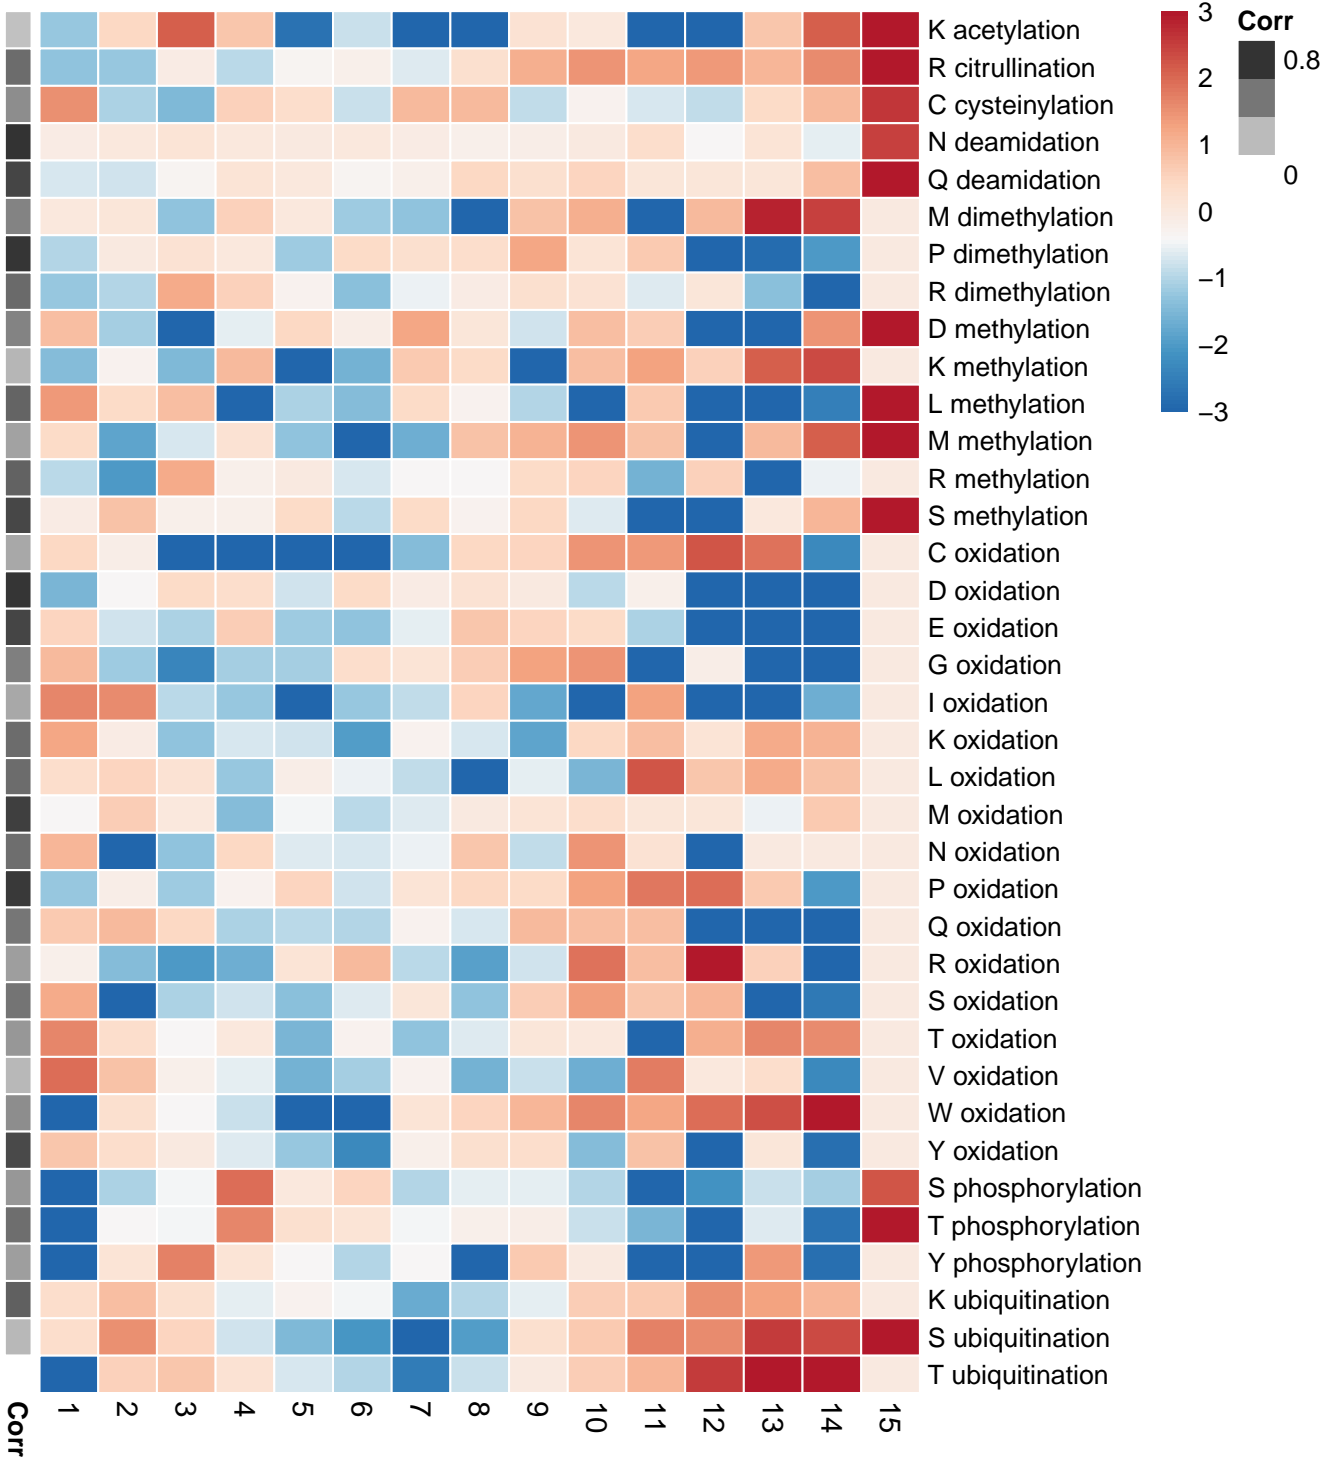 K acetylation
R citrullination
C cysteinylation
N deamidation
Q deamidation
M dimethylation
P dimethylation
R dimethylation
D methylation
K methylation
L methylation
M methylation
R methylation
S methylation
C oxidation
D oxidation
E oxidation
G oxidation
I oxidation
K oxidation
L oxidation
M oxidation
N oxidation
P oxidation
Q oxidation
R oxidation
S oxidation
T oxidation
V oxidation
W oxidation
Y oxidation
S phosphorylation
T phosphorylation
Y phosphorylation
K ubiquitination
S ubiquitination
T ubiquitination
Corr 1 2 3 4 5 6 7 8 9 10 11 12 13 14 15
3
2
1
0
−1
−2
−3
Corr
0.8
0